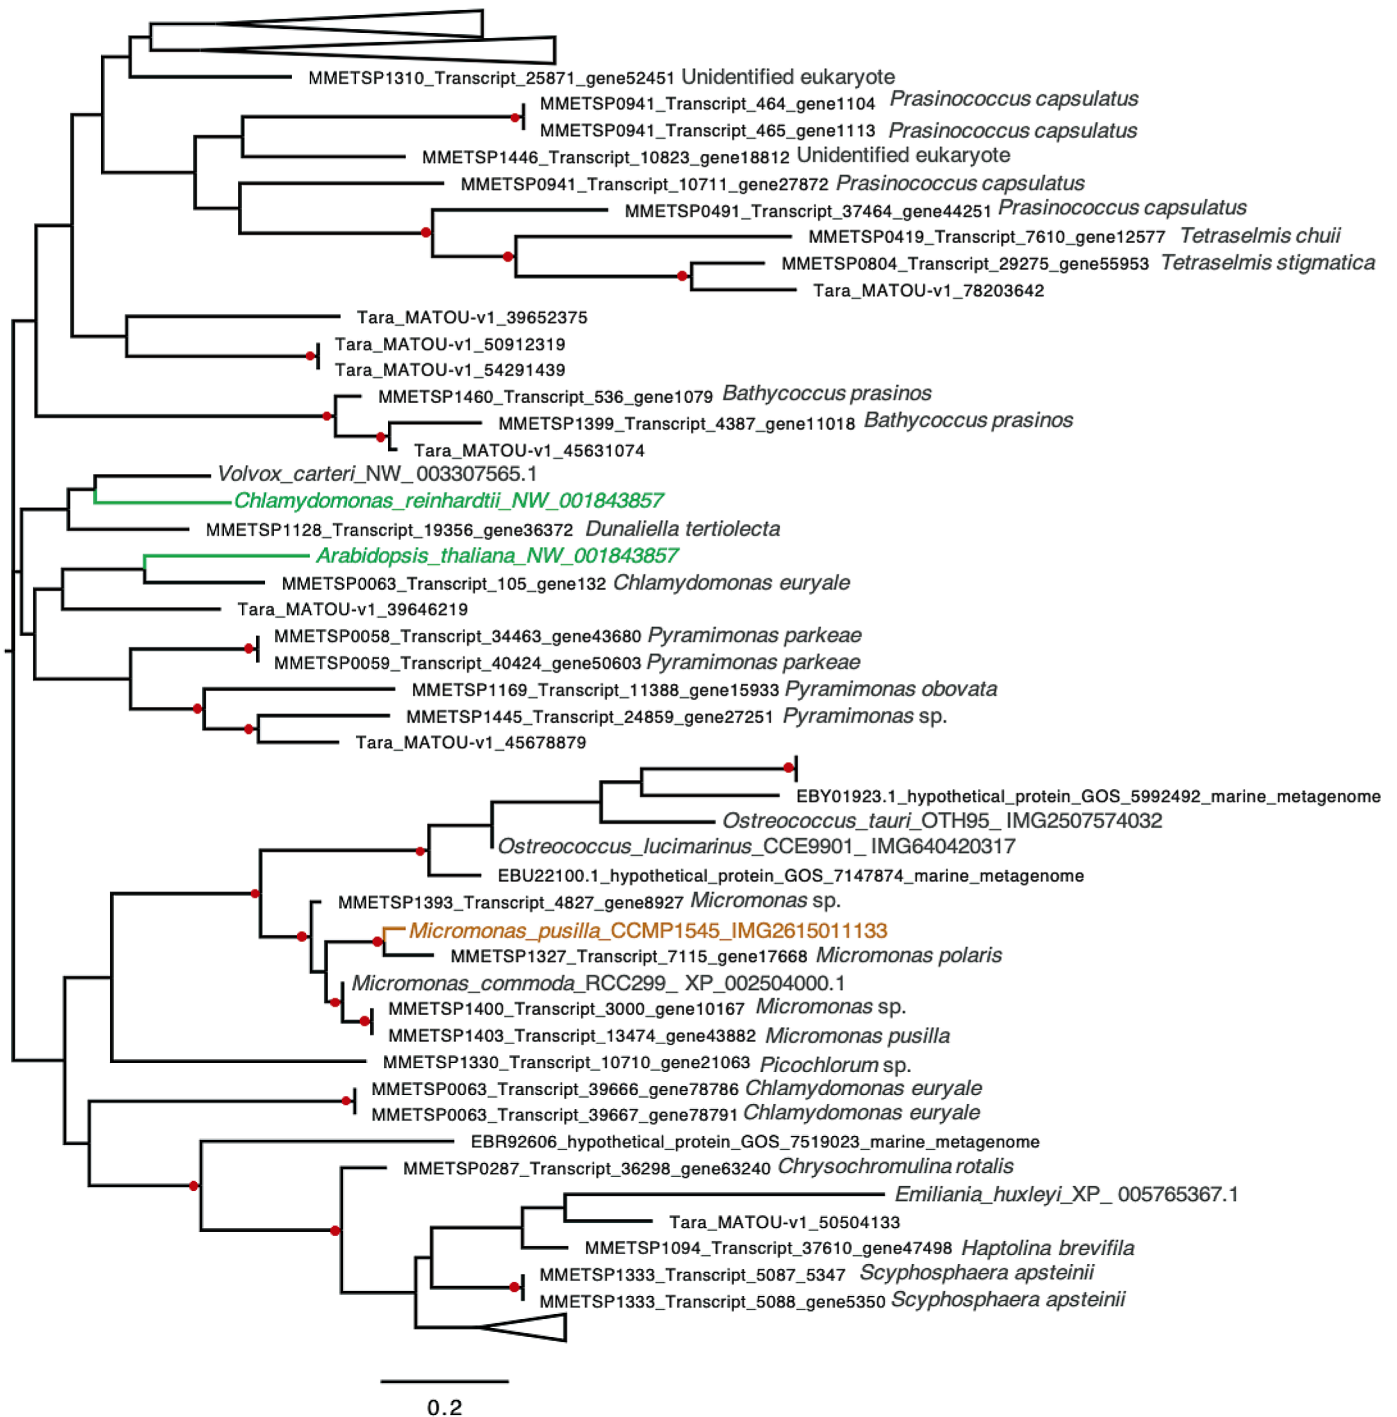 MMETSP1310_Transcript_25871_gene52451 Unidentified eukaryote
MMETSP0941_Transcript_464_gene1104 Prasinococcus capsulatus
MMETSP0941_Transcript_465_gene1113 Prasinococcus capsulatus
MMETSP1446_Transcript_10823_gene18812 Unidentified eukaryote
MMETSP0941_Transcript_10711_gene27872 Prasinococcus capsulatus
MMETSP0491_Transcript_37464_gene44251 Prasinococcus capsulatus
MMETSP0419_Transcript_7610_gene12577 Tetraselmis chuii
MMETSP0804_Transcript_29275_gene55953 Tetraselmis stigmatica
Tara_MATOU-v1_78203642
Tara_MATOU-v1_39652375
Tara_MATOU-v1_50912319
Tara_MATOU-v1_54291439
MMETSP1460_Transcript_536_gene1079 Bathycoccus prasinos
MMETSP1399_Transcript_4387_gene11018 Bathycoccus prasinos
Tara_MATOU-v1_45631074
Volvox_carteri_NW_ 003307565.1
Chlamydomonas_reinhardtii_NW_001843857
MMETSP1128_Transcript_19356_gene36372 Dunaliella tertiolecta
Arabidopsis_thaliana_NW_001843857
MMETSP0063_Transcript_105_gene132 Chlamydomonas euryale
Tara_MATOU-v1_39646219
MMETSP0058_Transcript_34463_gene43680 Pyramimonas parkeae
MMETSP0059_Transcript_40424_gene50603 Pyramimonas parkeae
MMETSP1169_Transcript_11388_gene15933 Pyramimonas obovata
MMETSP1445_Transcript_24859_gene27251 Pyramimonas sp.
Tara_MATOU-v1_45678879
EBY01923.1_hypothetical_protein_GOS_5992492_marine_metagenome
Ostreococcus_tauri_OTH95_ IMG2507574032
Ostreococcus_lucimarinus_CCE9901_ IMG640420317
EBU22100.1_hypothetical_protein_GOS_7147874_marine_metagenome
MMETSP1393_Transcript_4827_gene8927 Micromonas sp.
Micromonas_pusilla_CCMP1545_IMG2615011133
MMETSP1327_Transcript_7115_gene17668 Micromonas polaris
Micromonas_commoda_RCC299_ XP_002504000.1
MMETSP1400_Transcript_3000_gene10167 Micromonas sp.
MMETSP1403_Transcript_13474_gene43882 Micromonas pusilla
MMETSP1330_Transcript_10710_gene21063 Picochlorum sp.
MMETSP0063_Transcript_39666_gene78786 Chlamydomonas euryale
MMETSP0063_Transcript_39667_gene78791 Chlamydomonas euryale
EBR92606_hypothetical_protein_GOS_7519023_marine_metagenome
MMETSP0287_Transcript_36298_gene63240 Chrysochromulina rotalis
Emiliania_huxleyi_XP_ 005765367.1
Tara_MATOU-v1_50504133
MMETSP1094_Transcript_37610_gene47498 Haptolina brevifila
MMETSP1333_Transcript_5087_5347 Scyphosphaera apsteinii
MMETSP1333_Transcript_5088_gene5350 Scyphosphaera apsteinii
0.2